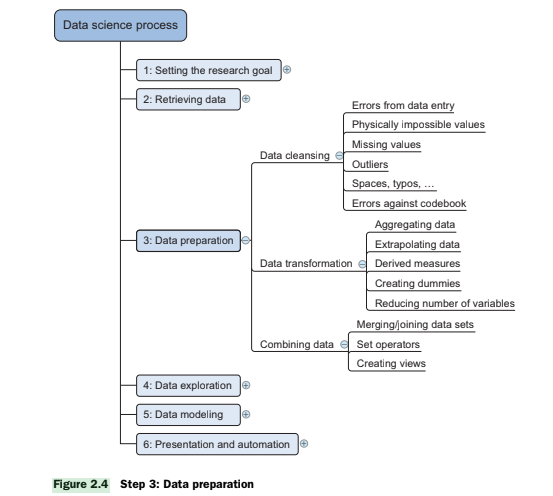 Data science process
1: Setting the research goal
2: Retrieving data
3: Data preparation
Data cleansing
Errors from data entry
Physically impossible values
Missing values
Outliers
Spaces, typos, …
Errors against codebook
Data transformation
Aggregating data
Extrapolating data
Derived measures
Creating dummies
Reducing number of variables
Combining data
Merging/joining data sets
Set operators
Creating views
4: Data exploration
5: Data modeling
6: Presentation and automation
Figure 2.4 Step 3: Data preparation